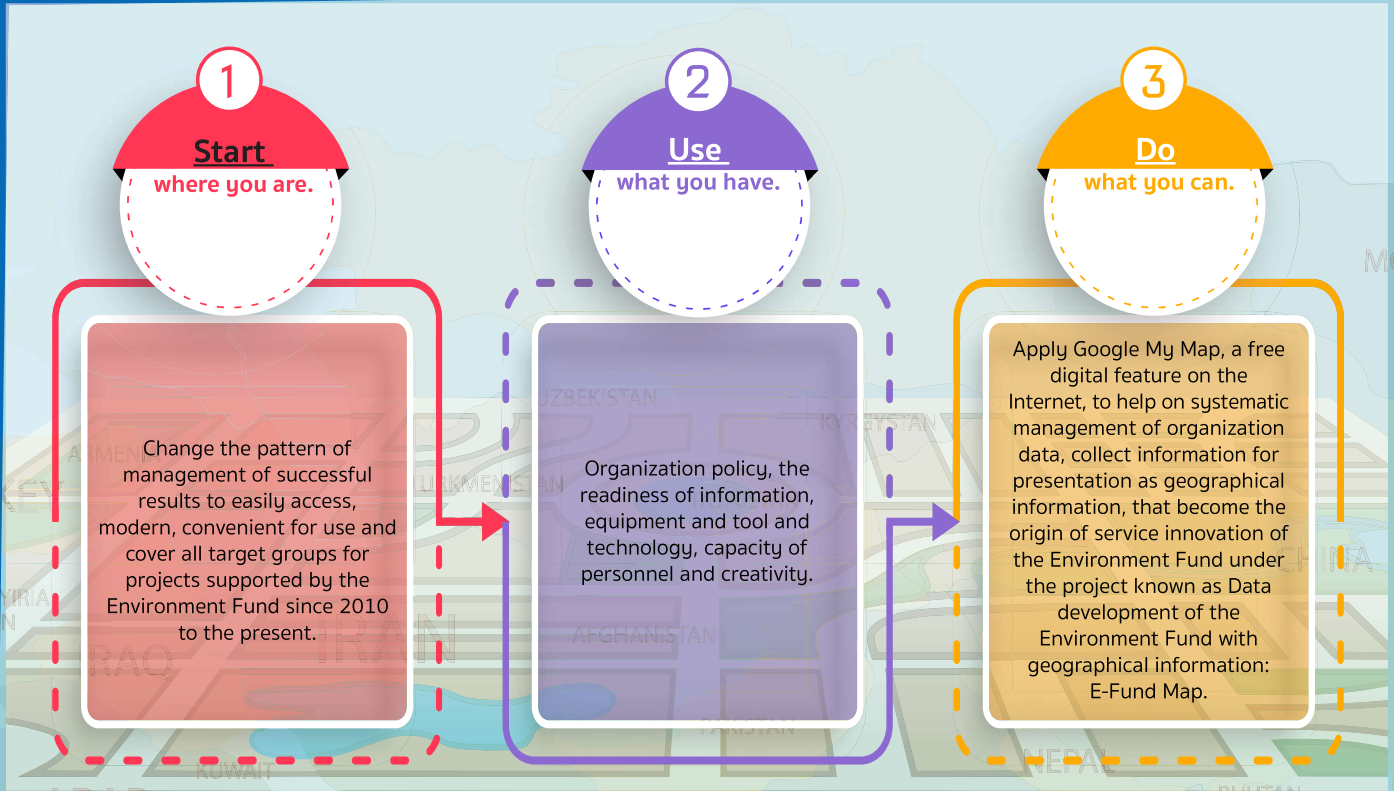 1
Start
where you are.
Change the pattern of
management of successful
results to easily access,
modern, convenient for use and
cover all target groups for
projects supported by the
Environment Fund since 2010
to the present.
2
Use
what you have.
Organization policy, the
readiness of information,
equipment and tool and
technology, capacity of
personnel and creativity.
3
Do
what you can.
Apply Google My Map, a free
digital feature on the
Internet, to help on systematic
management of organization
data, collect information for
presentation as geographical
information, that become the
origin of service innovation of
the Environment Fund under
the project known as Data
development of the
Environment Fund with
geographical information:
E-Fund Map.
UZBEKISTAN
KYRGYSTAN
ARMENIA
TURKMENISTAN
CHINA
AFGHANISTAN
IRAN
IRAQ
PAKISTAN
KUWAIT
NEPAL
BHUTAN